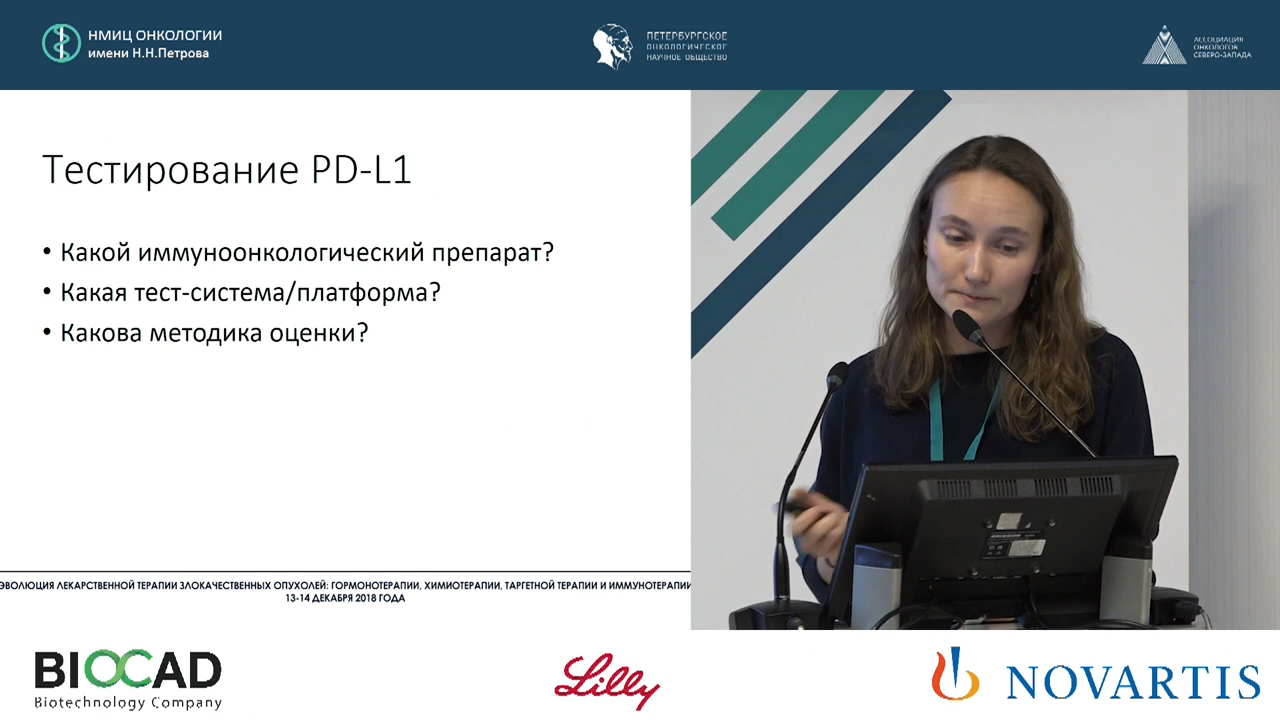 НМИЦ ОНКОЛОГИИ
имени Н.Н.Петрова
ПЕТЕРБУРГСКОЕ
ОНКОЛОГИЧЕСКОЕ
НАУЧНОЕ ОБЩЕСТВО
АССОЦИАЦИЯ
ОНКОЛОГОВ
СЕВЕРО-ЗАПАДА
Тестирование PD-L1
• Какой иммуноонкологический препарат?
• Какая тест-система/платформа?
• Какова методика оценки?
ЭВОЛЮЦИЯ ЛЕКАРСТВЕННОЙ ТЕРАПИИ ЗЛОКАЧЕСТВЕННЫХ ОПУХОЛЕЙ: ГОРМОНОТЕРАПИИ, ХИМИОТЕРАПИИ, ТАРГЕТНОЙ ТЕРАПИИ И ИММУНОТЕРАПИИ
13-14 ДЕКАБРЯ 2018 ГОДА
BIOCAD
Biotechnology Company
Lilly
NOVARTIS